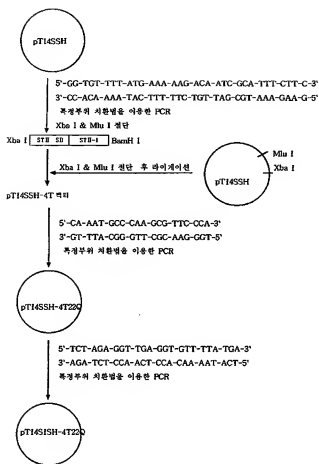 pT14SSH
5'-GG-TGT-TTT-ATG-AAA-AAG-ACA-ATC-GCA-TTT-CTT-C-3'
3'-CC-ACA-AAA-TAC-TTT-TTC-TGT-TAG-CGT-AAA-GAA-G-5'
특정부위 치환법을 이용한 PCR
Xba I & Mlu I 절단
Xba I STII SD STII-I BamH I
Mlu I
Xba I & Mlu I 절단 후 라이게이션
Xba I
pT14SSH
pT14SSH-4T 벡터
5'-CA-AAT-GCC-CAA-GCG-TTC-CCA-3'
3'-GT-TTA-CGG-GTT-CGC-AAG-GGT-5'
특정부위 치환법을 이용한 PCR
pT14SSH-4T22Q
5'-TCT-AGA-GGT-TGA-GGT-GTT-TTA-TGA-3'
3'-AGA-TCT-CCA-ACT-CCA-CAA-AAT-ACT-5'
특정부위 치환법을 이용한 PCR
pT14S1SH-4T22Q